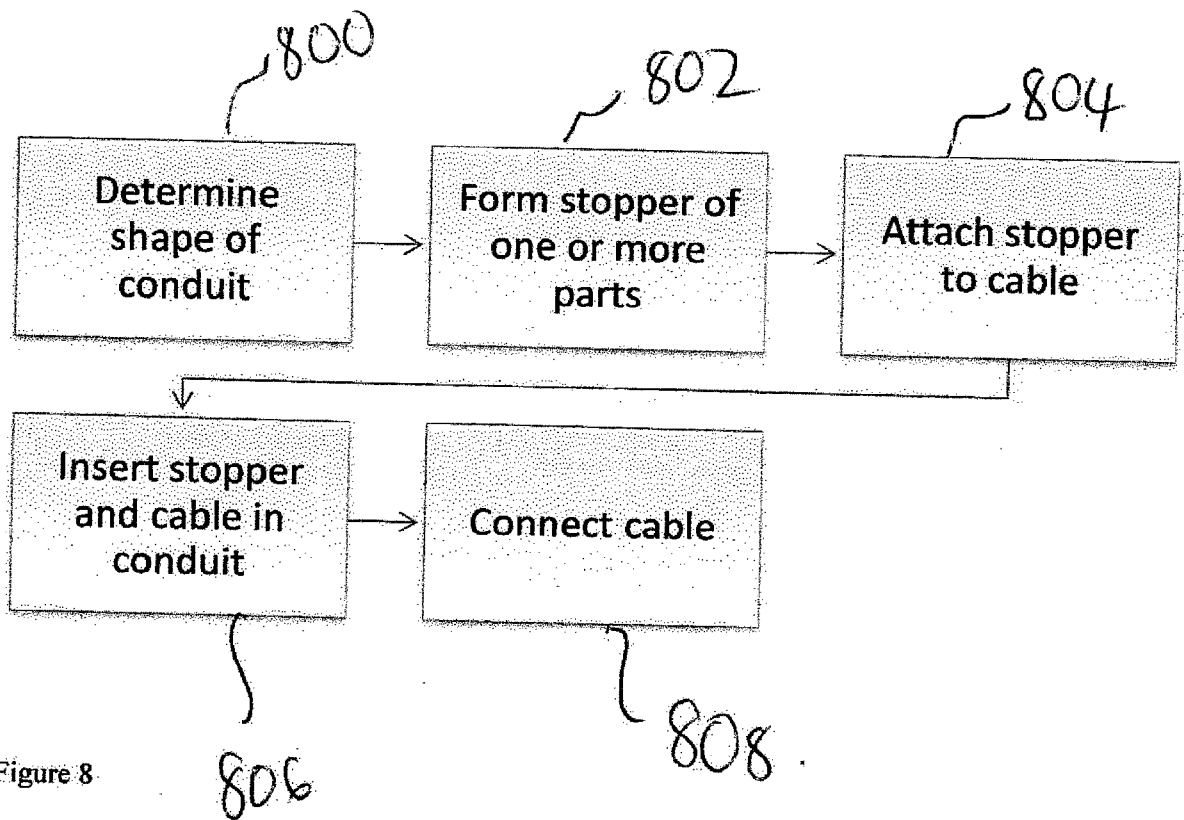 800
802
804
Determine
shape of
conduit
Form stopper of
one or more
parts
Attach stopper
to cable
Insert stopper
and cable in
conduit
Connect cable
806
808.
Figure 8